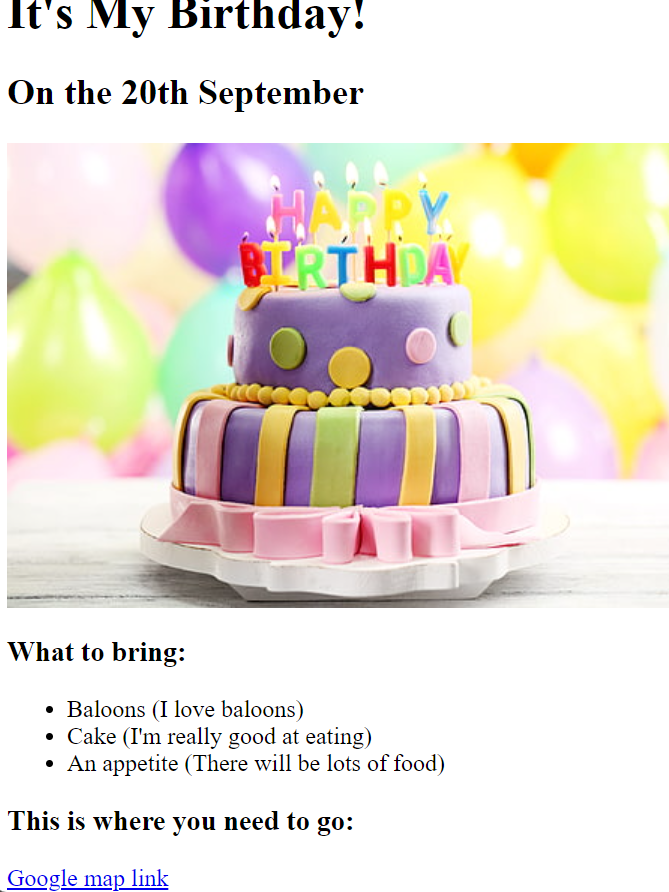 It's My Birthday!
On the 20th September
HAPPY
BIRTHDAY
What to bring:
Baloons (I love baloons)
Cake (I'm really good at eating)
An appetite (There will be lots of food)
This is where you need to go:
Google map link